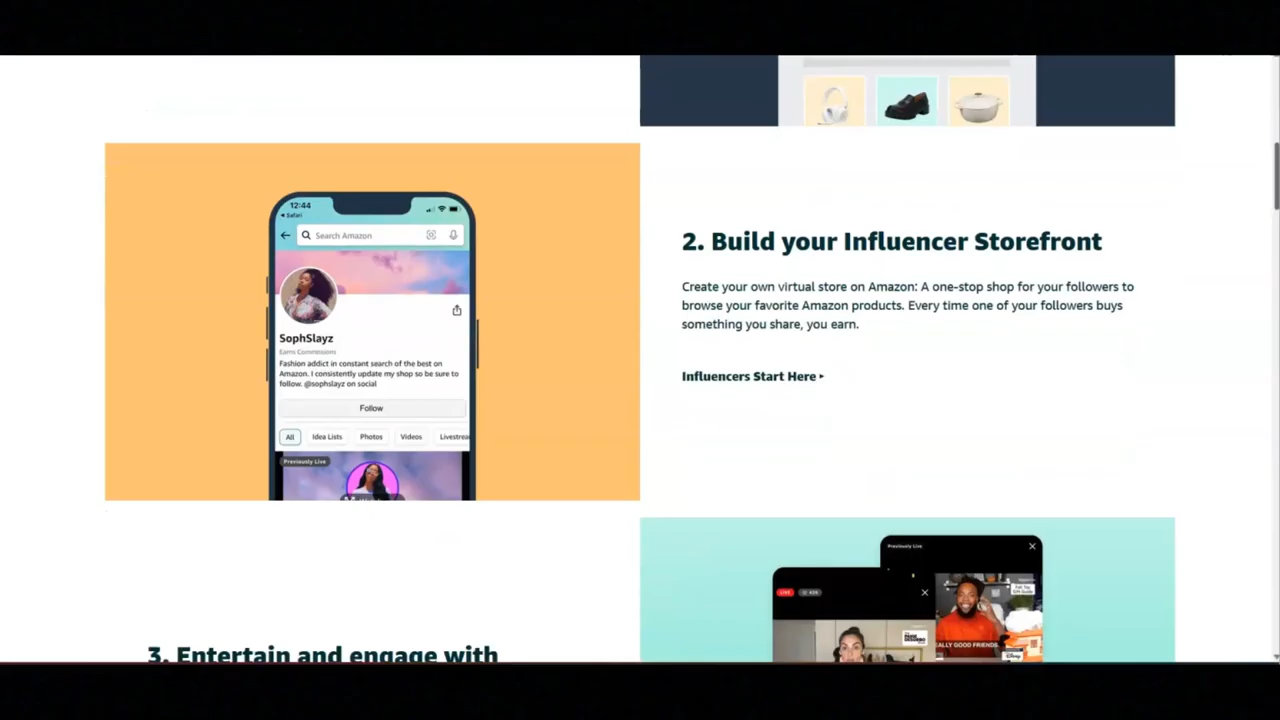 12:44
Safari
Search Amazon
SophSlayz
Earns Commissions
Fashion addict in constant search of the best on
Amazon. I consistently update my shop so be sure to
follow. @sophslayz on social
Follow
All Idea Lists Photos Videos Livestrea
Previously Live
2. Build your Influencer Storefront
Create your own virtual store on Amazon: A one-stop shop for your followers to
browse your favorite Amazon products. Every time one of your followers buys
something you share, you earn.
Influencers Start Here
Previously Live
LIVE
EALLY GOOD FRIENDS.
3. Entertain and engage with